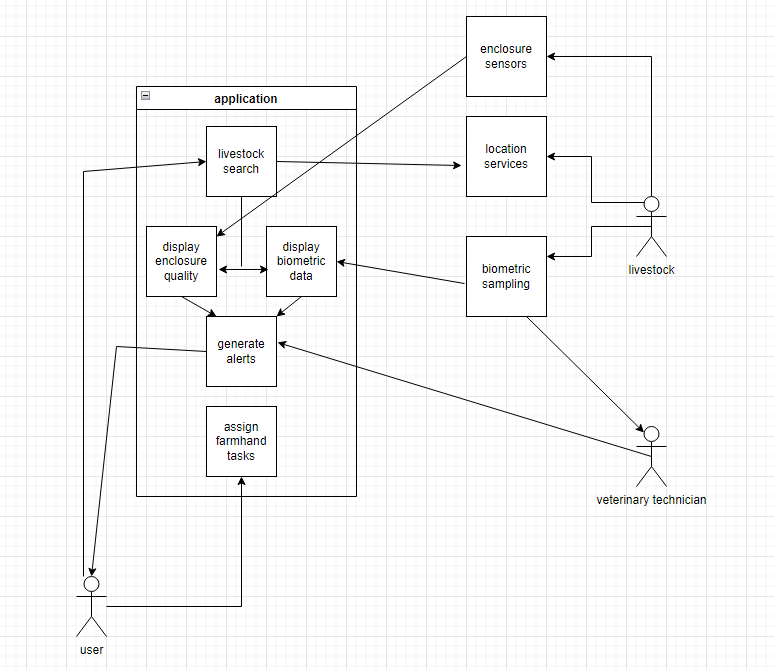 enclosure
sensors
application
livestock
search
location
services
display
enclosure
quality
display
biometric
data
biometric
sampling
livestock
generate
alerts
assign
farmhand
tasks
veterinary technician
user